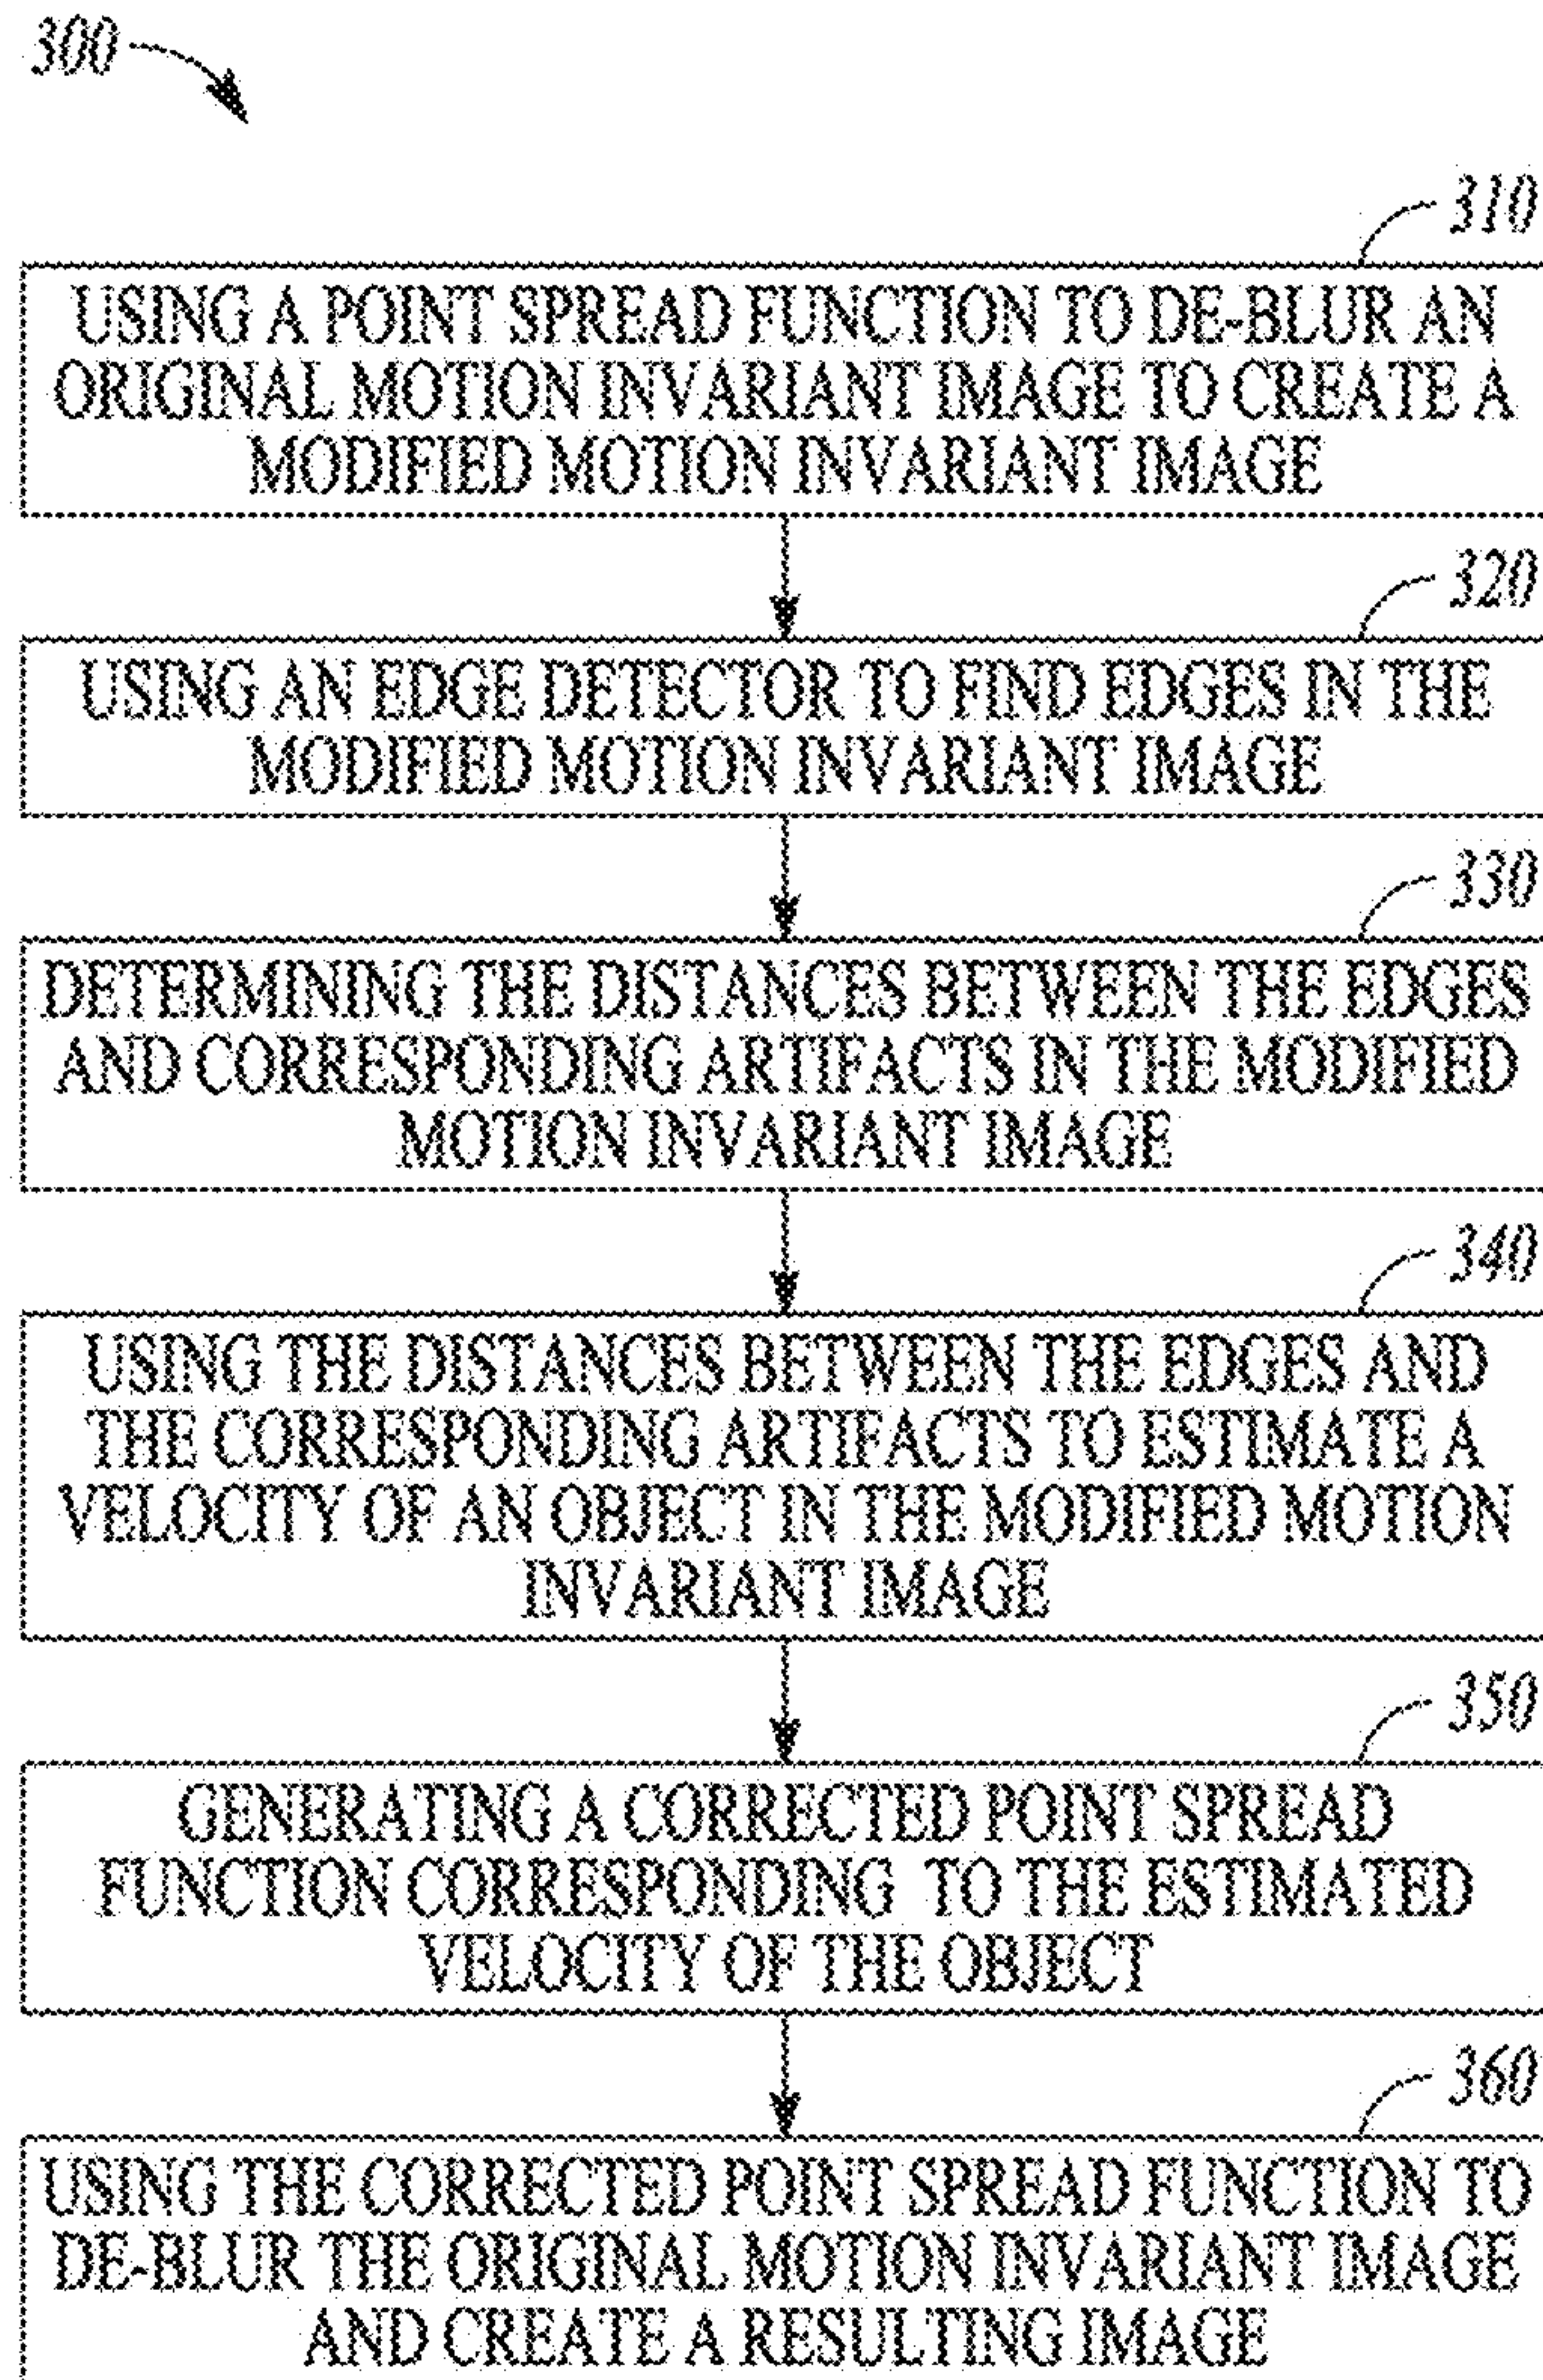 300
310
USING A POINT SPREAD FUNCTION TO DE-BLUR AN
ORIGINAL MOTION INVARIANT IMAGE TO CREATE A
MODIFIED MOTION INVARIANT IMAGE
320
USING AN EDGE DETECTOR TO FIND EDGES IN THE
MODIFIED MOTION INVARIANT IMAGE
330
DETERMINING THE DISTANCES BETWEEN THE EDGES
AND CORRESPONDING ARTIFACTS IN THE MODIFIED
MOTION INVARIANT IMAGE
340
USING THE DISTANCES BETWEEN THE EDGES AND
THE CORRESPONDING ARTIFACTS TO ESTIMATE A
VELOCITY OF AN OBJECT IN THE MODIFIED MOTION
INVARIANT IMAGE
350
GENERATING A CORRECTED POINT SPREAD
FUNCTION CORRESPONDING TO THE ESTIMATED
VELOCITY OF THE OBJECT
360
USING THE CORRECTED POINT SPREAD FUNCTION TO
DE-BLUR THE ORIGINAL MOTION INVARIANT IMAGE
AND CREATE A RESULTING IMAGE